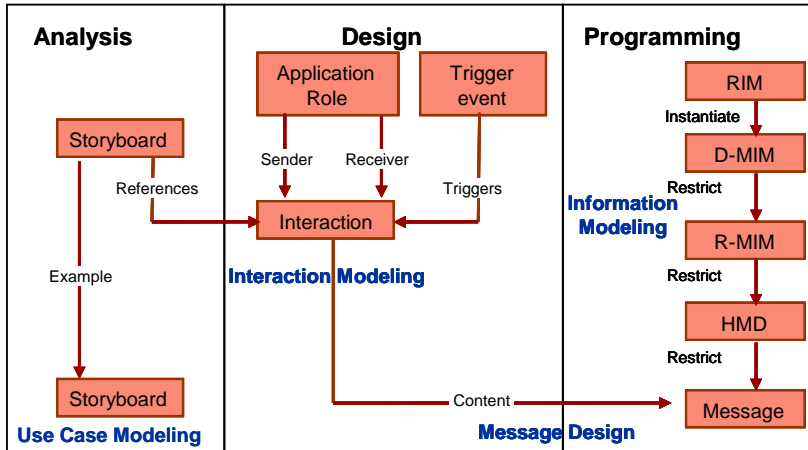 Analysis
Design
Programming
Storyboard
References
Example
Storyboard
Use Case Modeling
Application
Role
Trigger
event
Sender
Receiver
Triggers
Interaction
Interaction Modeling
Content
Message Design
RIM
Instantiate
D-MIM
Restrict
Information
Modeling
R-MIM
Restrict
HMD
Restrict
Message